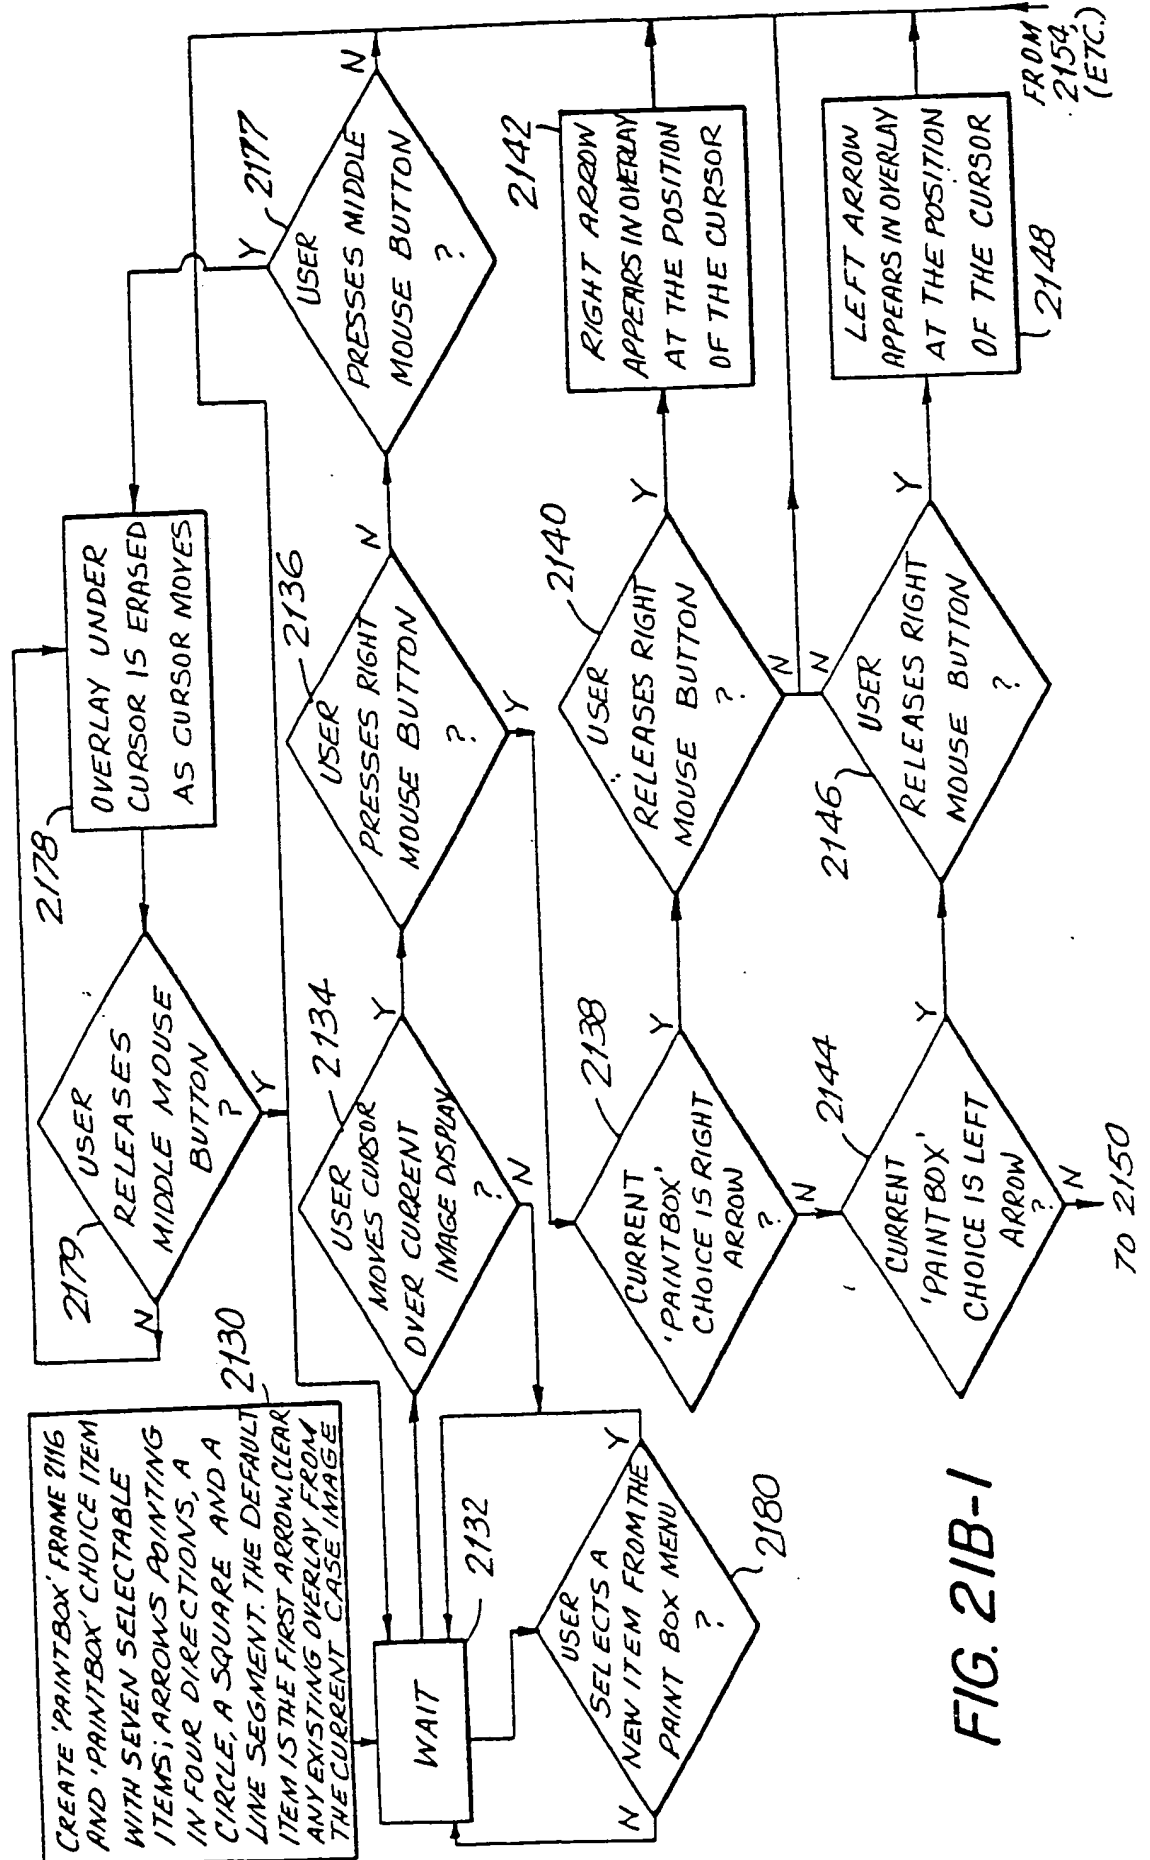 CREATE 'PAINTBOX' FRAME 2116
AND 'PAINTBOX' CHOICE ITEM
WITH SEVEN SELECTABLE
ITEMS; ARROWS POINTING
IN FOUR DIRECTIONS, A
CIRCLE, A SQUARE AND A
LINE SEGMENT. THE DEFAULT
ITEM IS THE FIRST ARROW. CLEAR
ANY EXISTING OVERLAY FROM
THE CURRENT CASE IMAGE
2130
WAIT
2132
USER
SELECTS A
NEW ITEM FROM THE
PAINT BOX MENU
?
Y
N
2180
USER
MOVES CURSOR
OVER CURRENT
IMAGE DISPLAY
?
Y
N
2134
USER
PRESSES RIGHT
MOUSE BUTTON
?
N
Y
2136
USER
PRESSES MIDDLE
MOUSE BUTTON
?
Y
N
2177
OVERLAY UNDER
CURSOR IS ERASED
AS CURSOR MOVES
2178
USER
RELEASES
MIDDLE MOUSE
BUTTON
?
N
Y
2179
CURRENT
'PAINTBOX'
CHOICE IS RIGHT
ARROW
?
Y
N
2138
USER
RELEASES RIGHT
MOUSE BUTTON
?
Y
N
2140
RIGHT ARROW
APPEARS IN OVERLAY
AT THE POSITION
OF THE CURSOR
2142
CURRENT
'PAINTBOX'
CHOICE IS LEFT
ARROW
?
Y
N
2144
TO 2150
USER
RELEASES RIGHT
MOUSE BUTTON
?
Y
N
2146
LEFT ARROW
APPEARS IN OVERLAY
AT THE POSITION
OF THE CURSOR
2148
FROM
2154,
(ETC.)
FIG. 21B-1